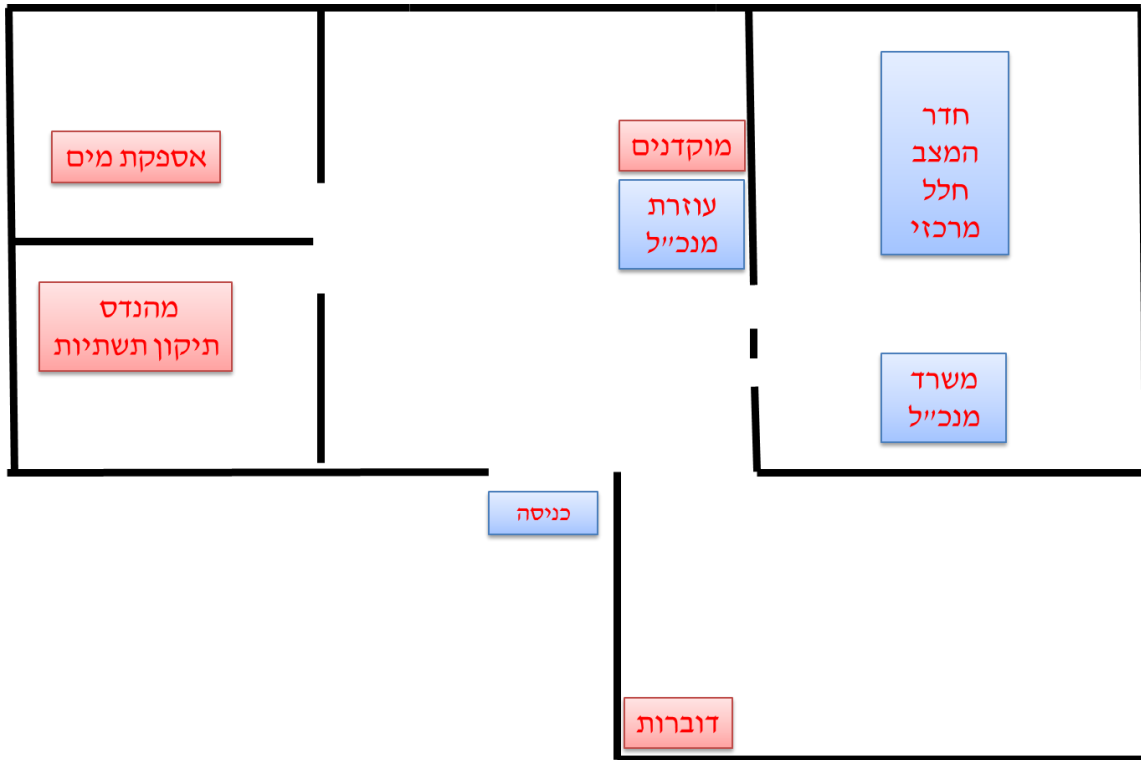 חדר
המצב
חלל
מרכזי
מוקדנים
עוזרת
מנכ״ל
אספקת מים
מהנדס
תיקון תשתיות
משרד
מנכ״ל
כניסה
דוברות